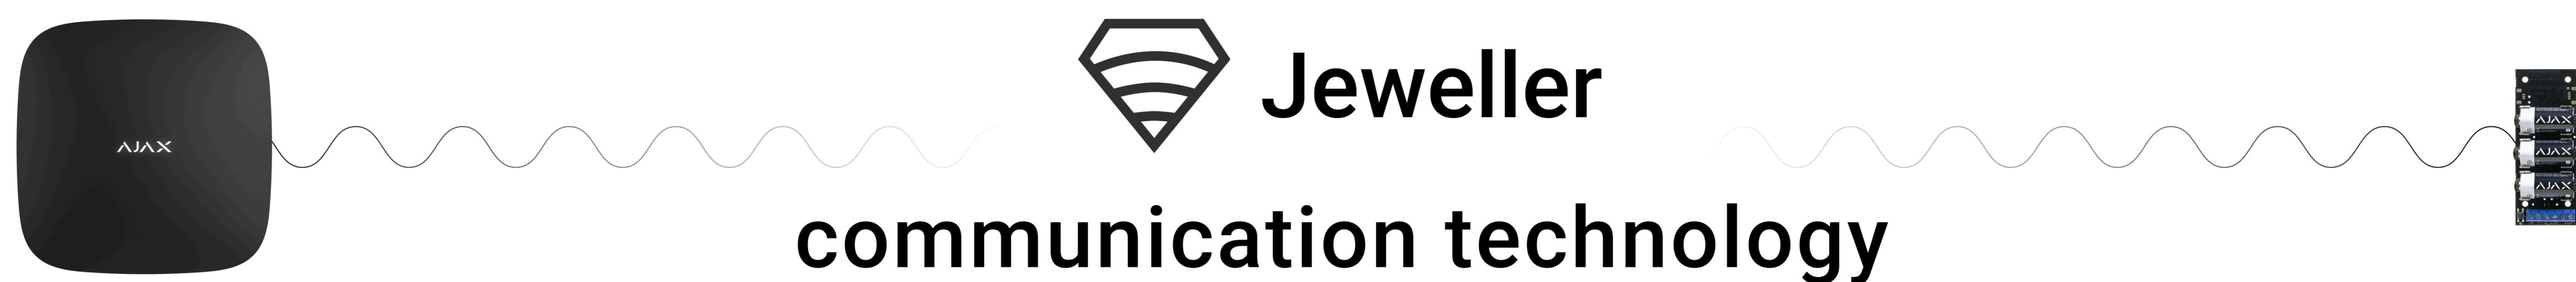 Jeweller
AJAX
AJAX
AJAX
AJAX
communication technology